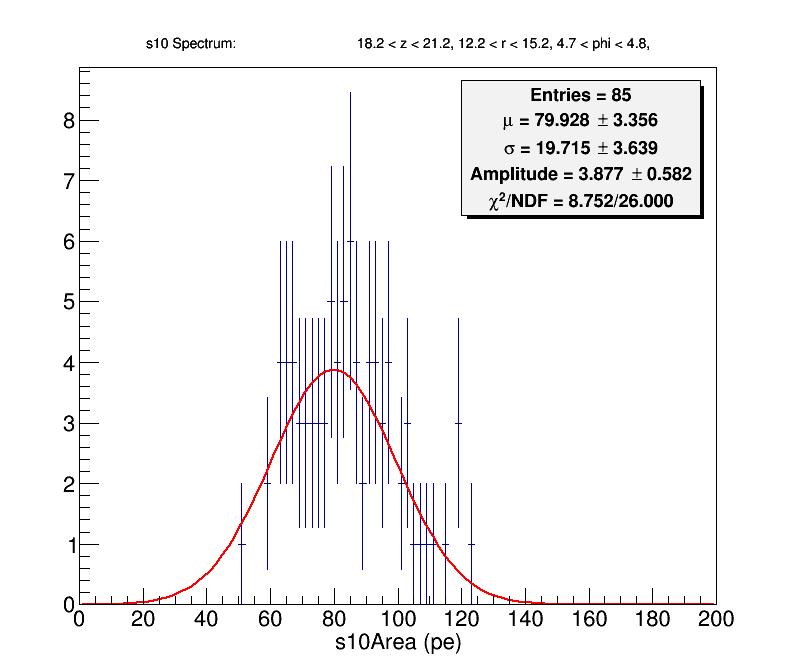 s10 Spectrum: 18.2 < z < 21.2, 12.2 < r < 15.2, 4.7 < phi < 4.8,
Entries = 85
μ = 79.928 ± 3.356
σ = 19.715 ± 3.639
Amplitude = 3.877 ± 0.582
χ²/NDF = 8.752/26.000
8
7
6
5
4
3
2
1
0
0 20 40 60 80 100 120 140 160 180 200
s10Area (pe)